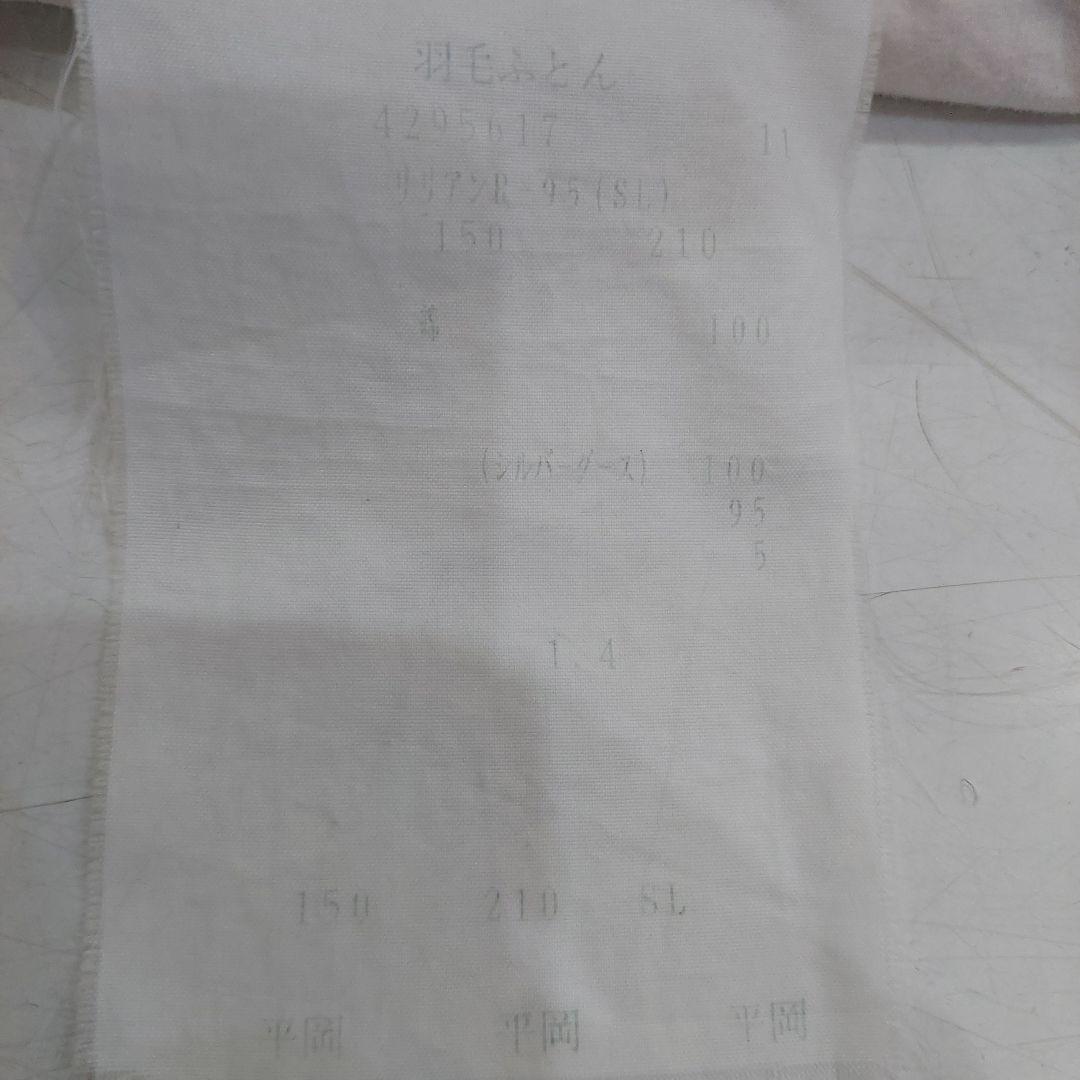 羽毛ふとん
4295617 11
リリアンR-95(SL)
150 210
綿 100
(シルバーグース) 100
95
5
1.4
150 210 SL
平岡 平岡 平岡